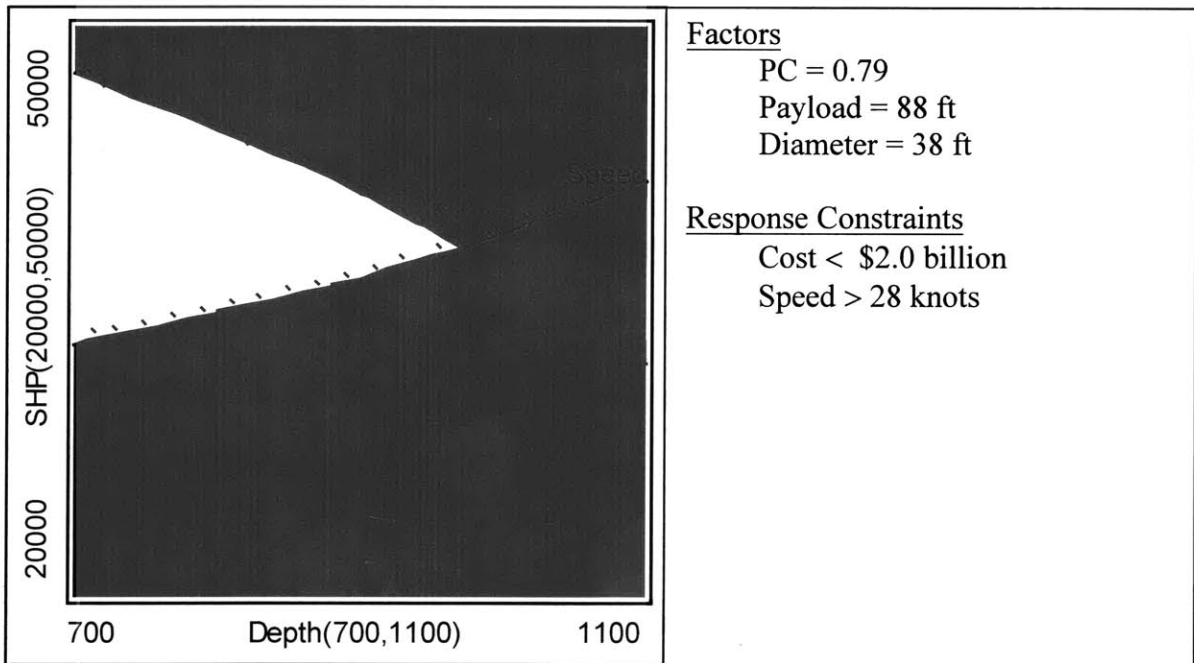 50000
SHP(20000,50000)
20000
Speed
700
Depth(700,1100)
1100
Factors
PC = 0.79
Payload = 88 ft
Diameter = 38 ft
Response Constraints
Cost < $2.0 billion
Speed > 28 knots